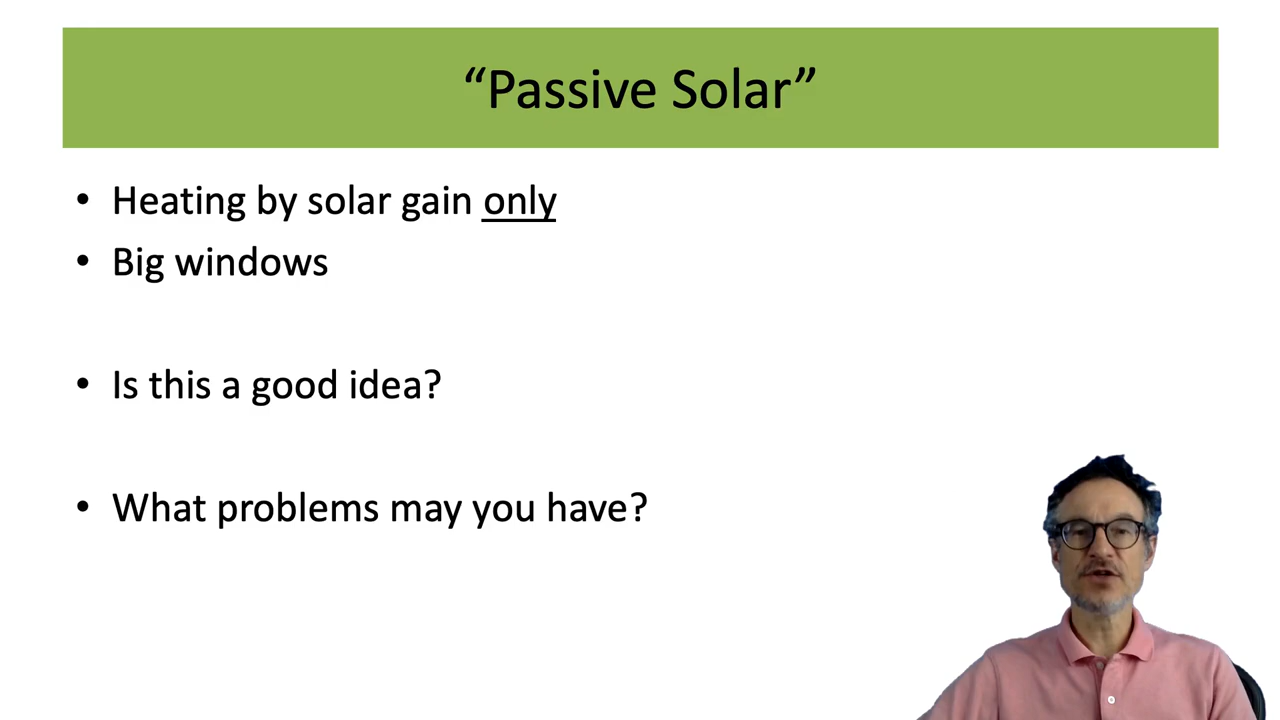 “Passive Solar”
• Heating by solar gain only
• Big windows
• Is this a good idea?
• What problems may you have?